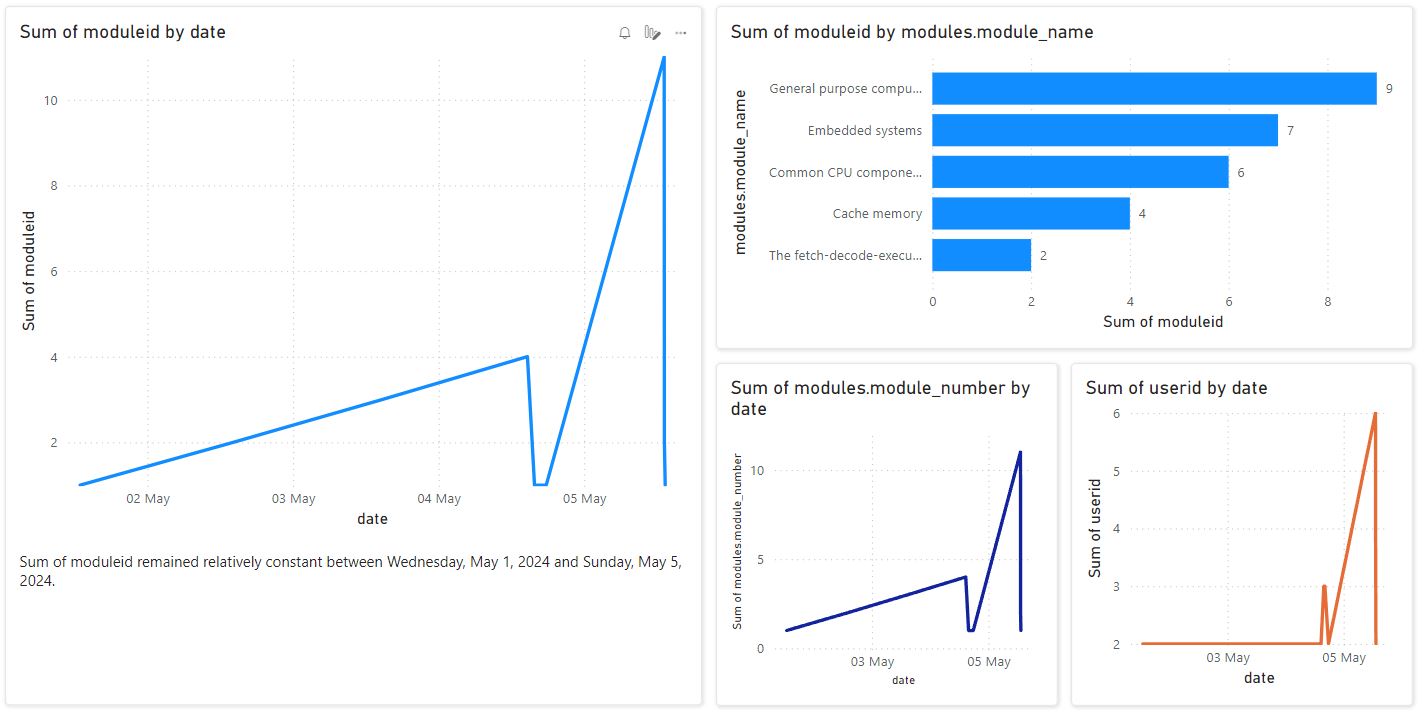 Sum of moduleid by date
10
8
6
4
2
Sum of moduleid
02 May
03 May
04 May
05 May
date
Sum of moduleid remained relatively constant between Wednesday, May 1, 2024 and Sunday, May 5,
2024.
Sum of moduleid by modules.module_name
modules.module_name
General purpose compu...
9
Embedded systems
7
Common CPU compone...
6
Cache memory
4
The fetch-decode-execu...
2
0
2
4
6
8
Sum of moduleid
Sum of modules.module_number by
date
Sum of modules.module_number
10
5
0
03 May
05 May
date
Sum of userid by date
Sum of userid
6
5
4
3
2
03 May
05 May
date